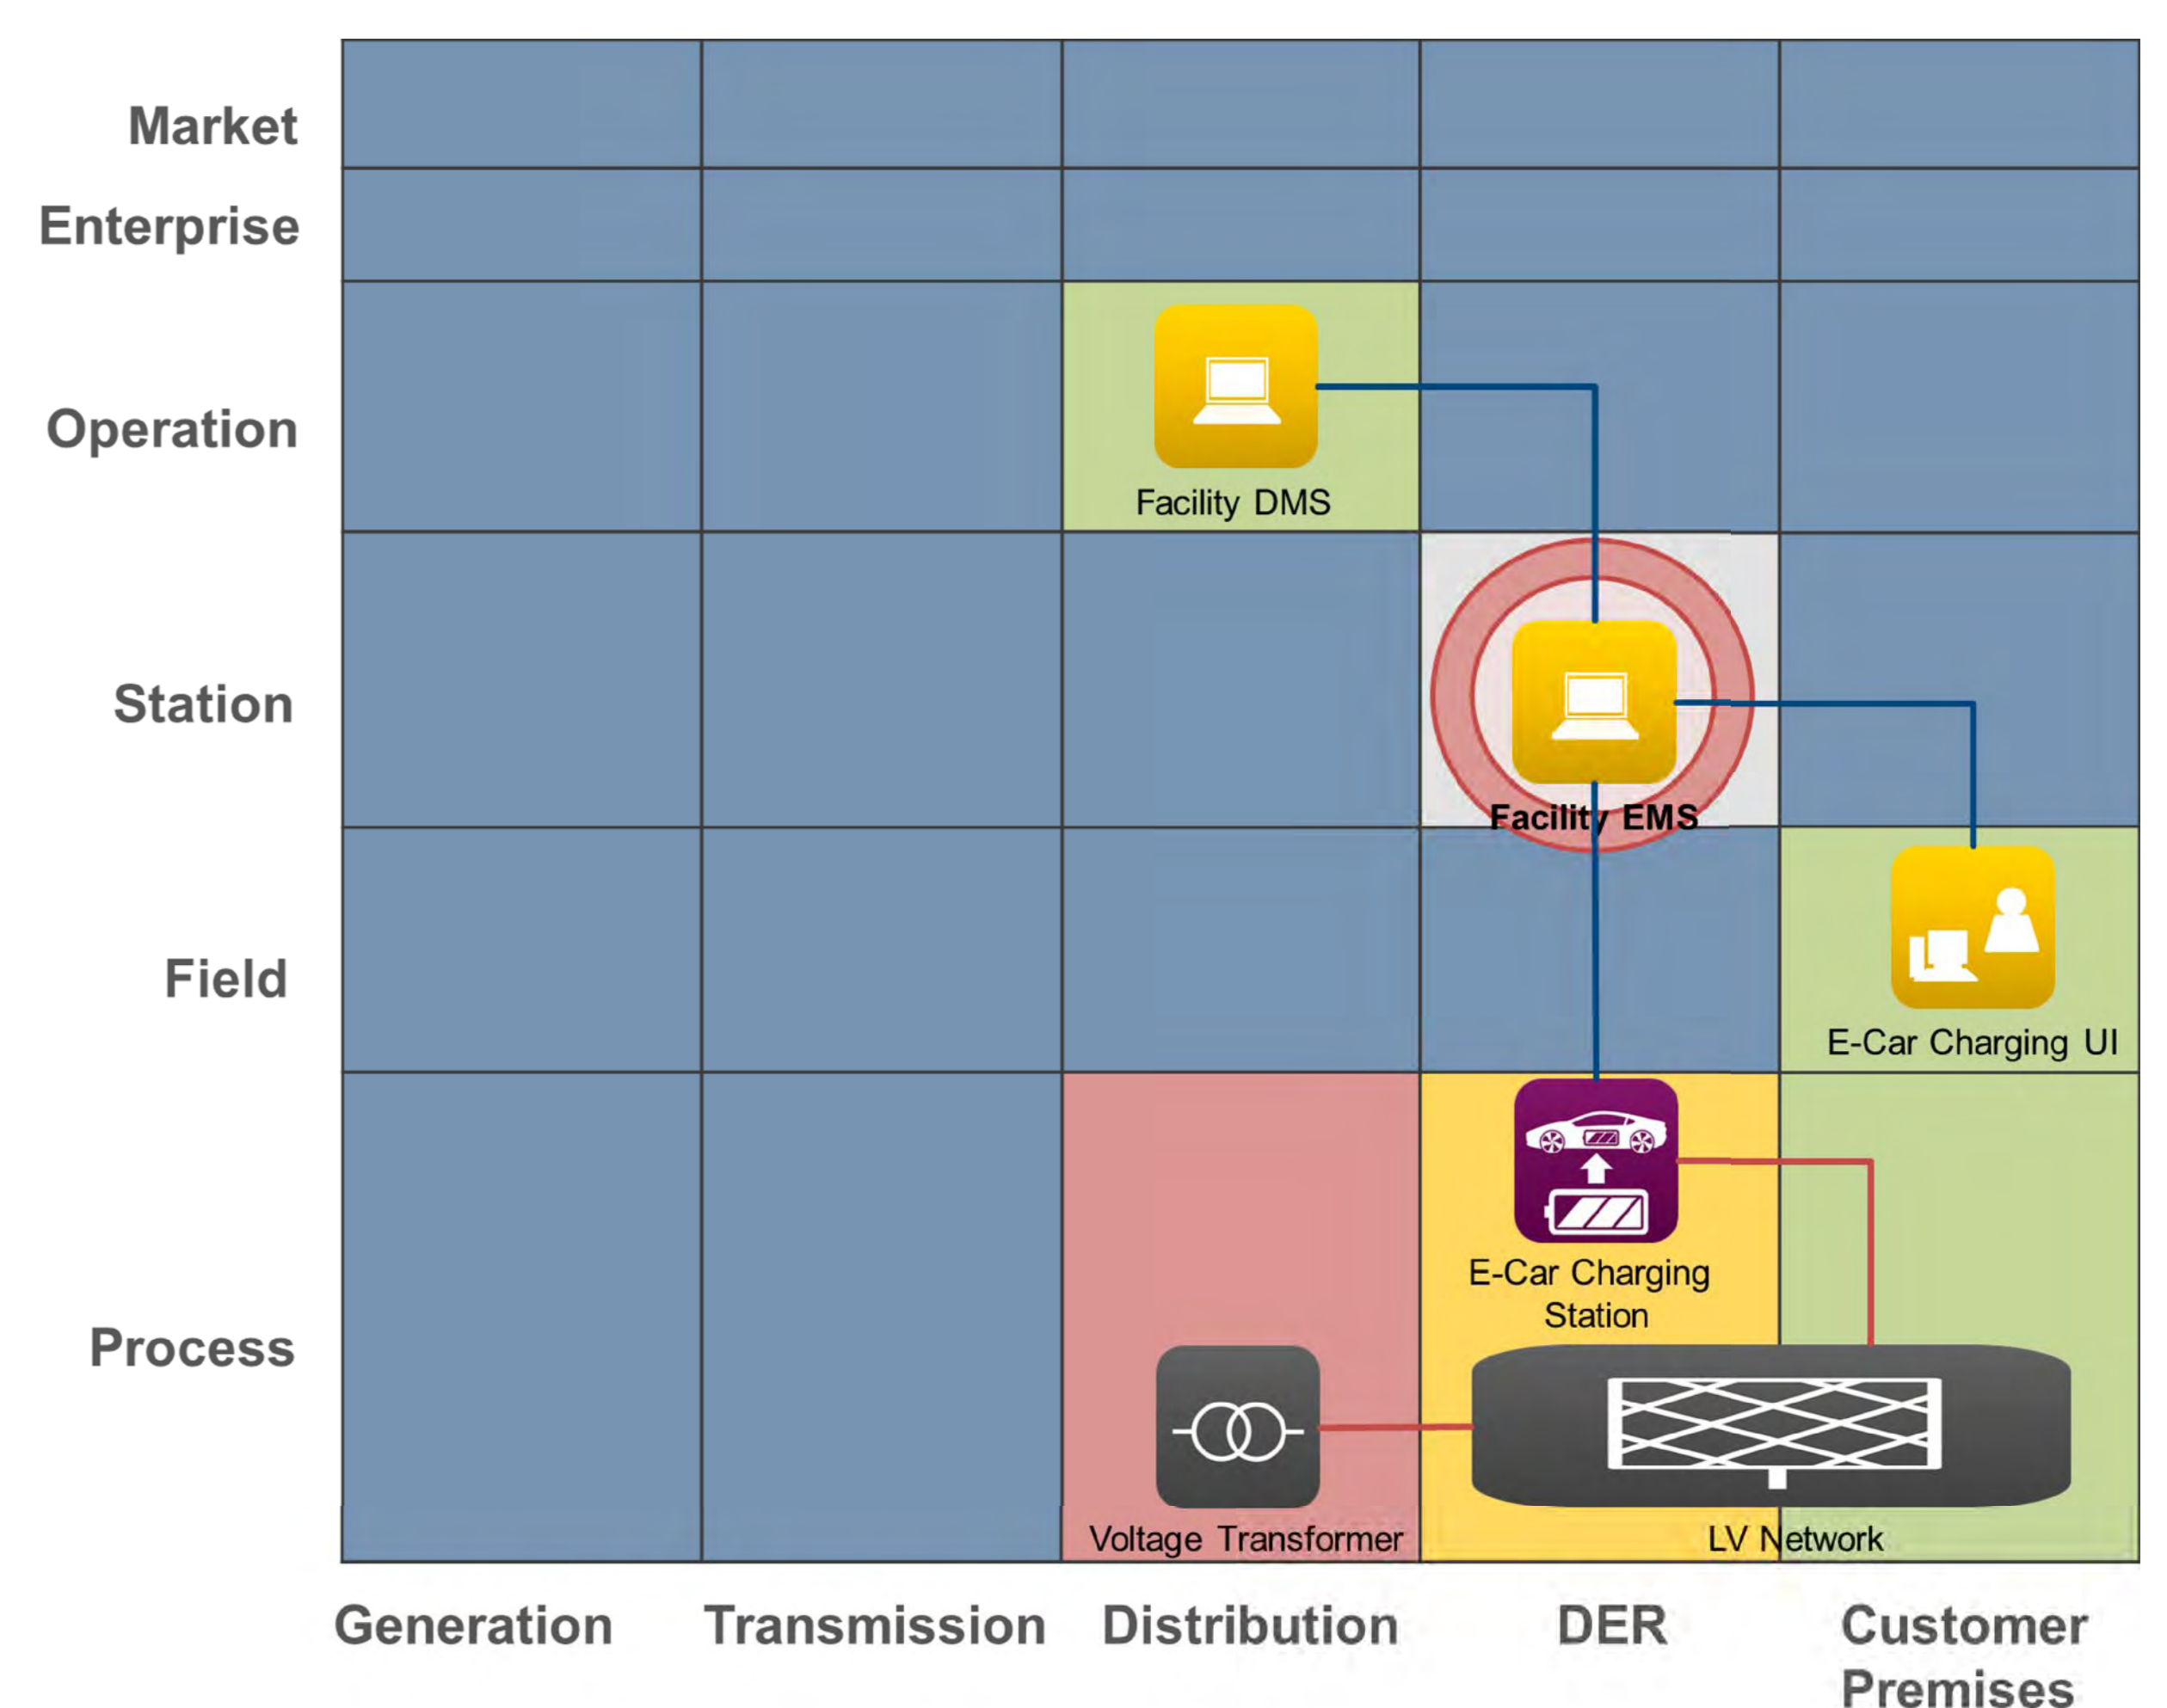 Market
Enterprise
Operation
Facility DMS
Station
Facility EMS
Field
E-Car Charging UI
E-Car Charging
Station
Process
Voltage Transformer
LV Network
Generation
Transmission
Distribution
DER
Customer
Premises